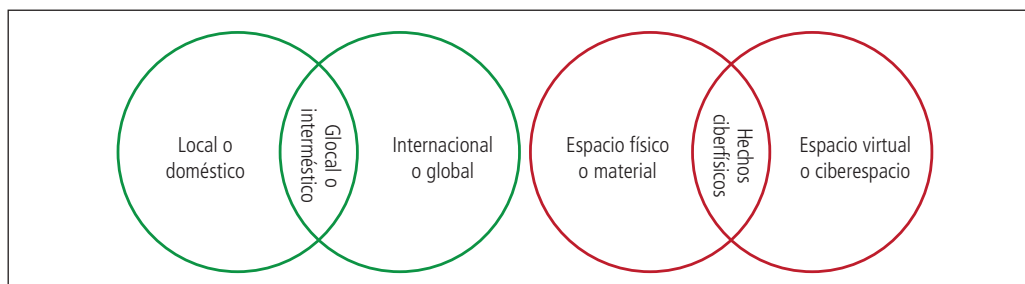 Local o
doméstico
Glocal o
interméstico
Internacional
o global
Espacio físico
o material
Hechos
ciberfísicos
Espacio virtual
o ciberespacio